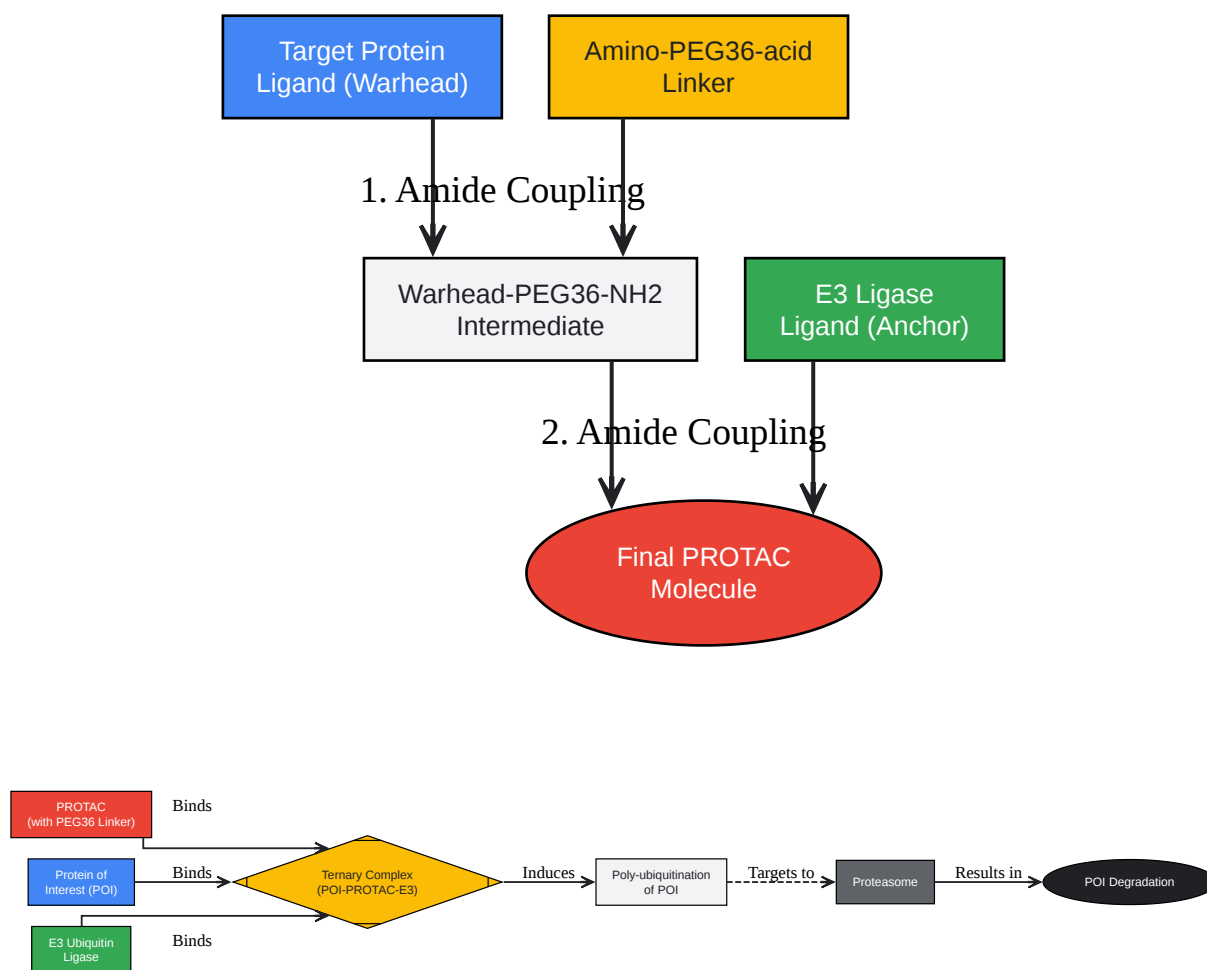 Target Protein
Ligand (Warhead)
Amino-PEG36-acid
Linker
1. Amide Coupling
Warhead-PEG36-NH2
Intermediate
E3 Ligase
Ligand (Anchor)
2. Amide Coupling
Final PROTAC
Molecule
PROTAC
(with PEG36 Linker)
Binds
Protein of
Interest (POI)
Binds
E3 Ubiquitin
Ligase
Binds
Ternary Complex
(POI-PROTAC-E3)
Induces
Poly-ubiquitination
of POI
Targets to
Proteasome
Results in
POI Degradation